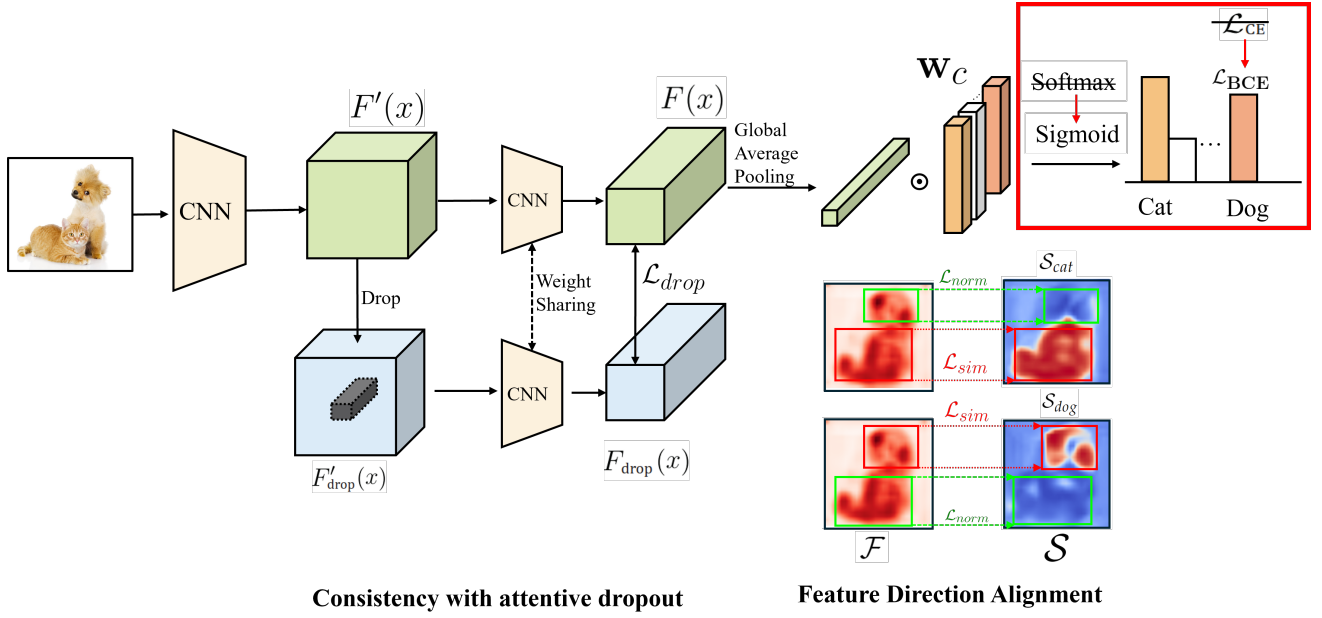 F′(x)
F(x)
w_c
L_CE
Softmax
L_BCE
Sigmoid
Global
Average
Pooling
CNN
CNN
...
Cat
Dog
Drop
Weight
Sharing
L_drop
S_cat
L_norm
L_sim
CNN
L_sim
S_dog
F′_drop(x)
F_drop(x)
L_norm
F
S
Consistency with attentive dropout
Feature Direction Alignment